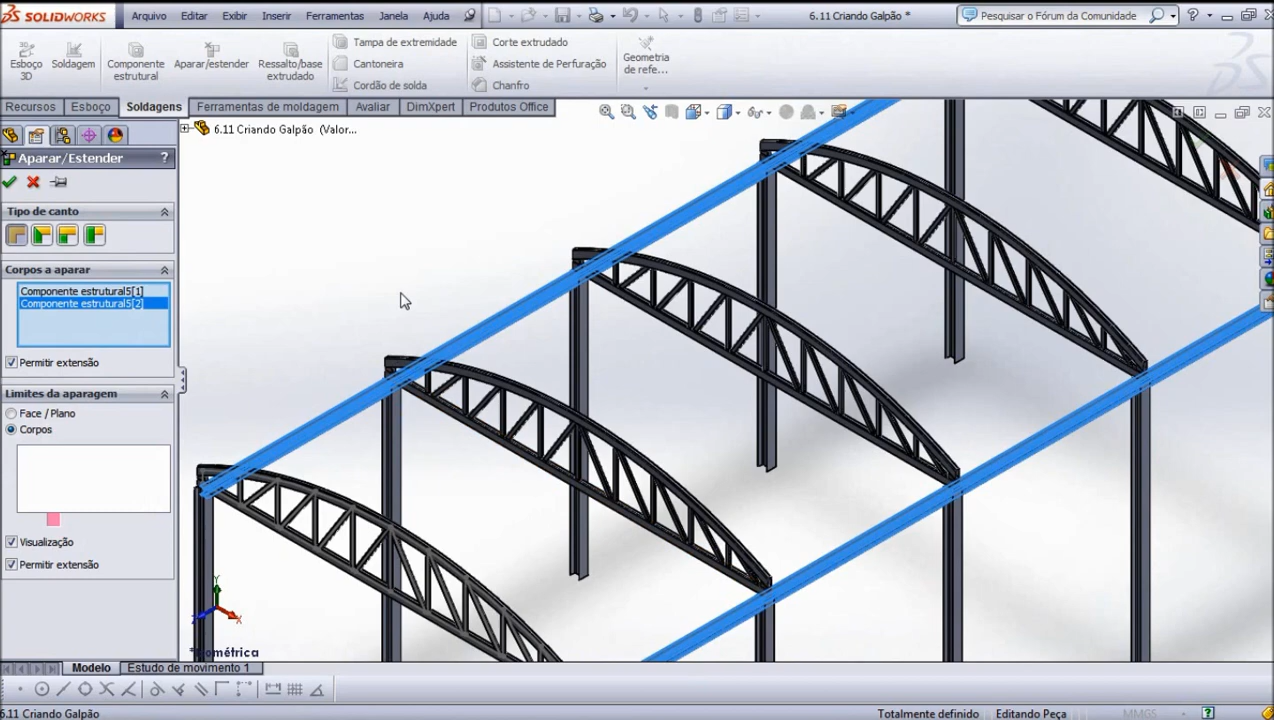 SOLIDWORKS Arquivo Editar Exibir Inserir Ferramentas Janela Ajuda 6.11 Criando Galpão * Pesquisar o Fórum da Comunidade ?
Esboço 3D
Soldagem
Componente estrutural
Aparar/estender
Ressalto/base extrudado
Tampa de extremidade
Cantoneira
Cordão de solda
Corte extrudado
Assistente de Perfuração
Chanfro
Geometria de refe...
Recursos Esboço Soldagens Ferramentas de moldagem Avaliar DimXpert Produtos Office
6.11 Criando Galpão (Valor...
Aparar/Estender ?
Tipo de canto
Corpos a aparar
Componente estrutural5[1]
Componente estrutural5[2]
Permitir extensão
Limites da aparagem
Face / Plano
Corpos
Visualização
Permitir extensão
Y
X
Z
*Isométrica
Modelo Estudo de movimento 1
6.11 Criando Galpão Totalmente definido Editando Peça MMGS ?